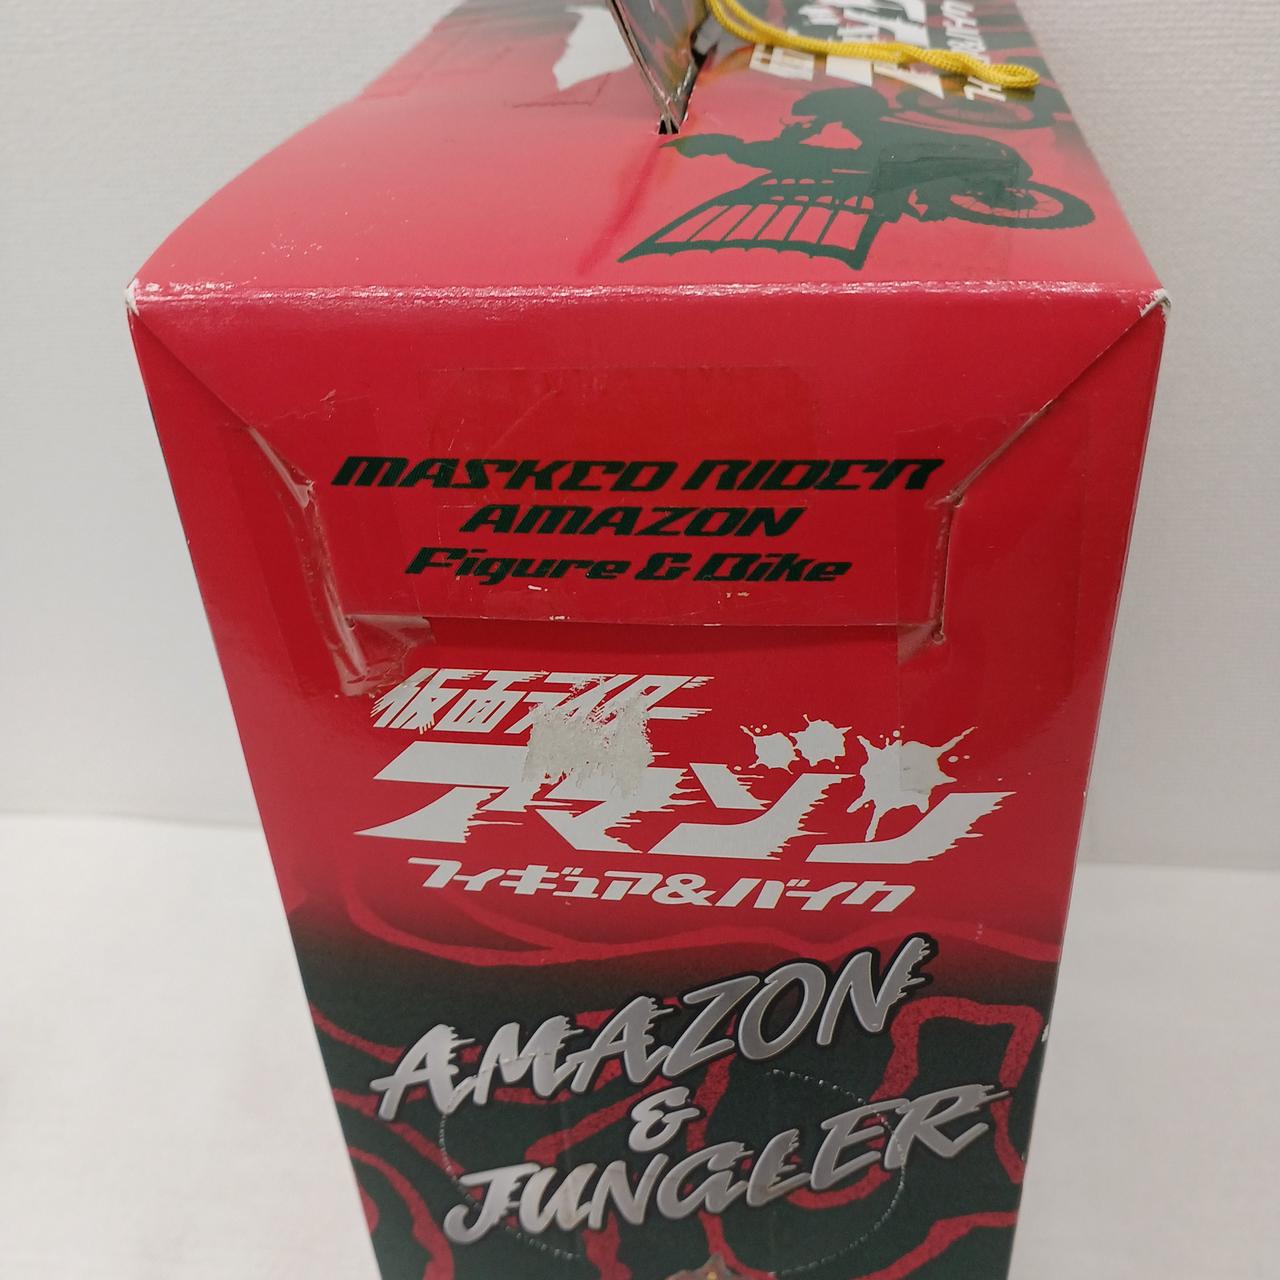 MASKED RIDER
AMAZON
Figure & Bike
仮面ライダー
アマゾン
フィギュア&バイク
AMAZON
&
JUNGLER